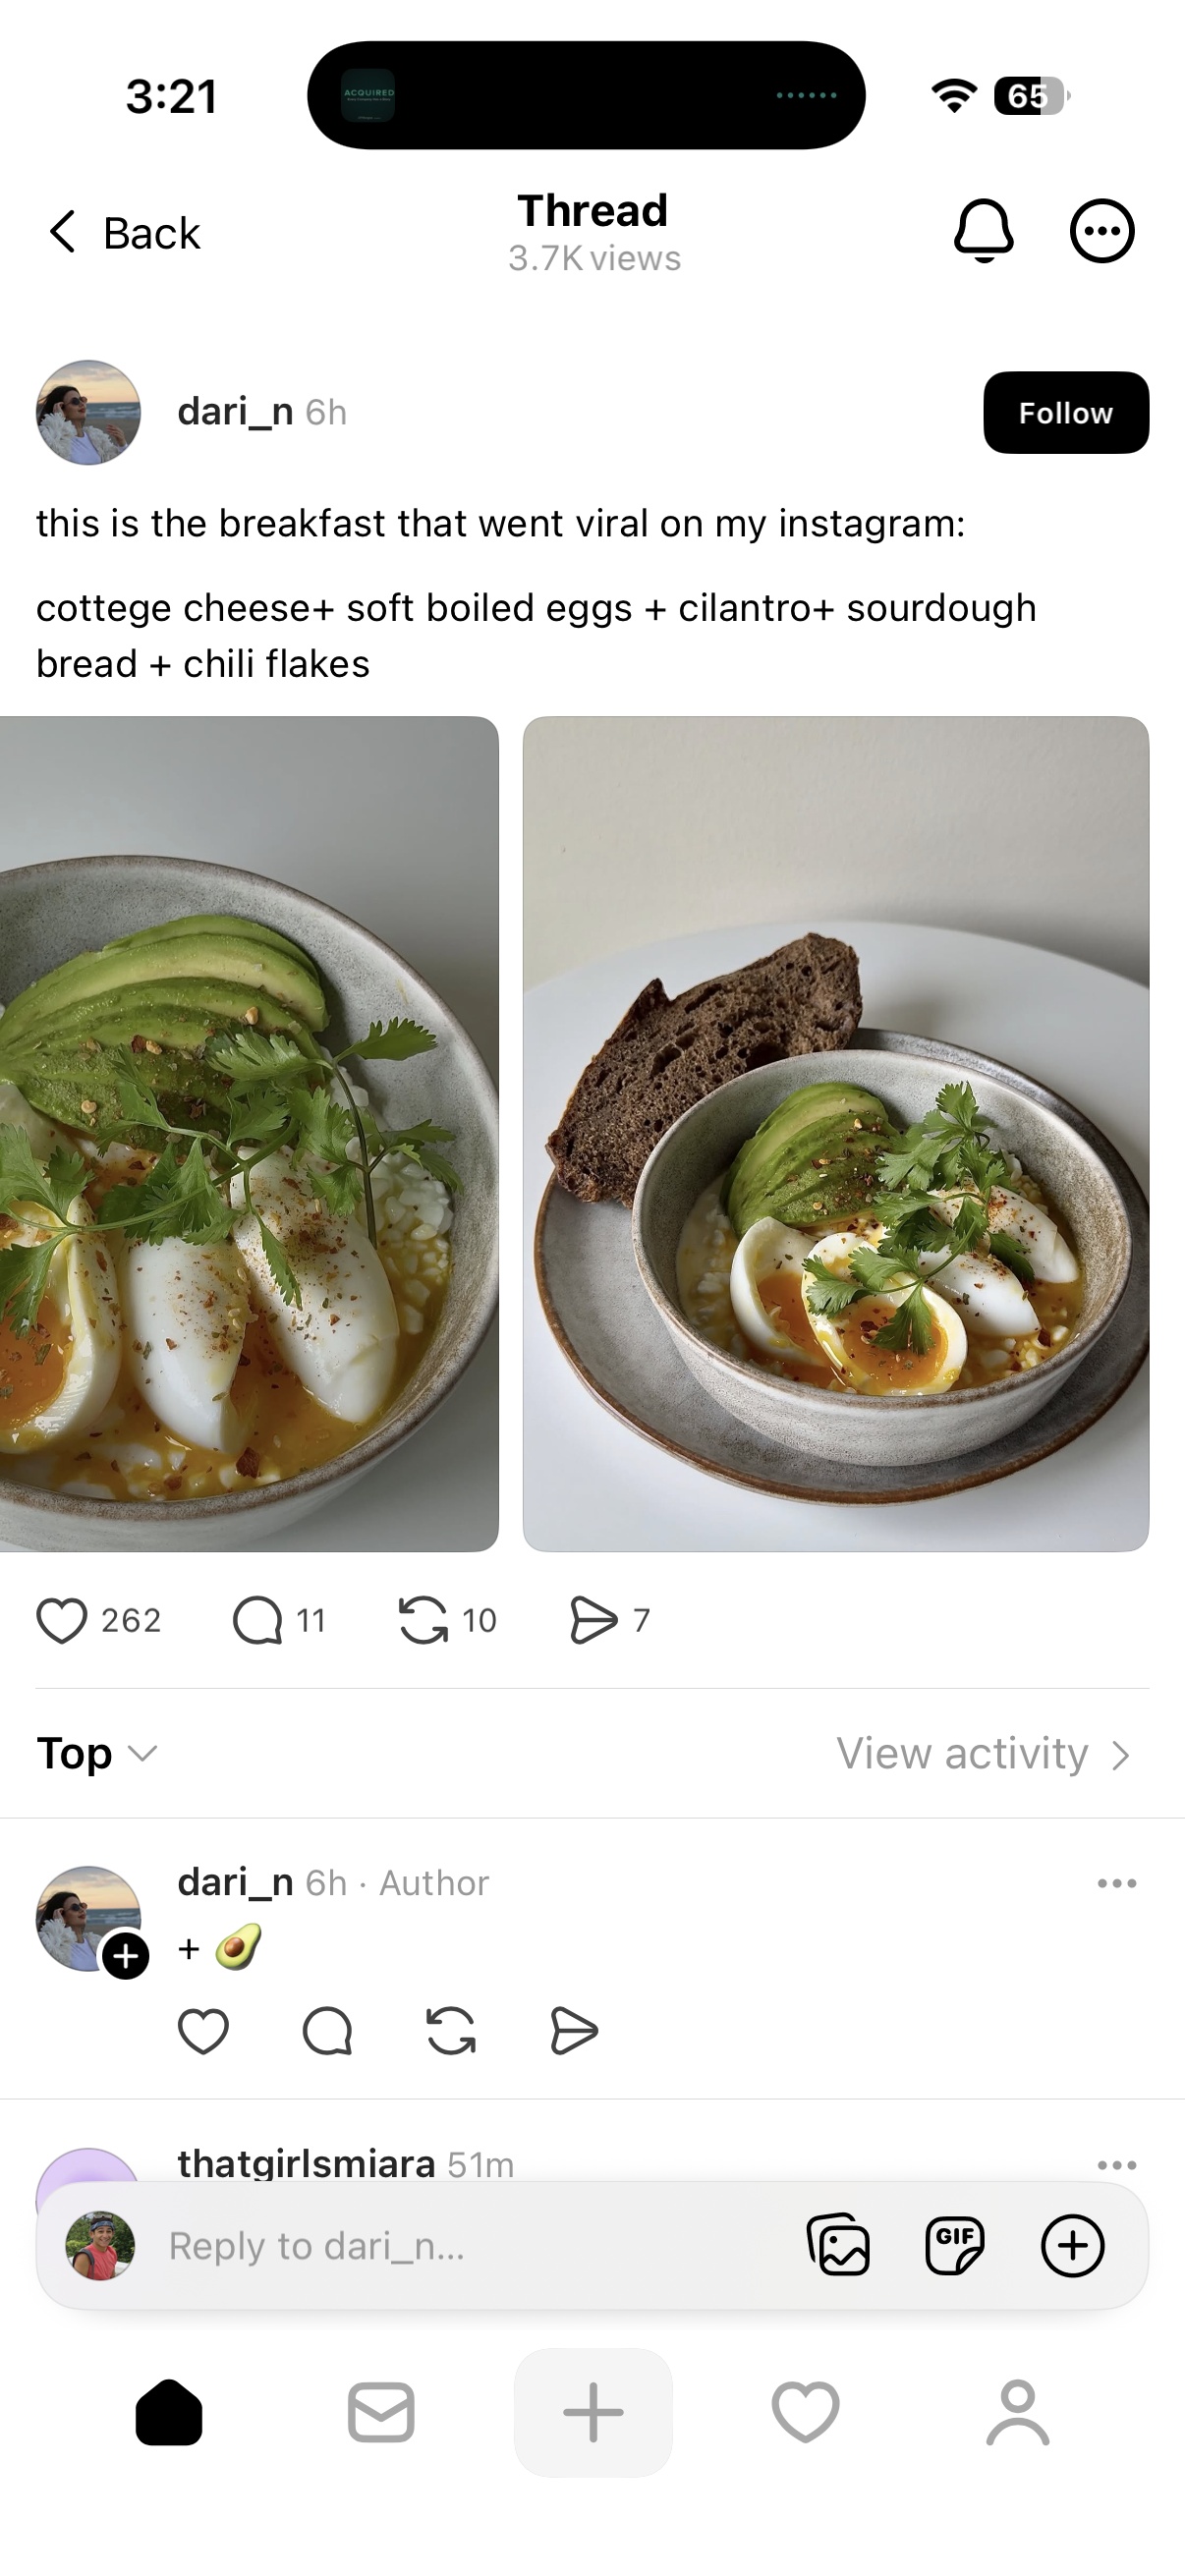 3:21
ACQUIRED
65
Back
Thread
3.7K views
dari_n 6h
Follow
this is the breakfast that went viral on my instagram:
cottege cheese+ soft boiled eggs + cilantro+ sourdough
bread + chili flakes
262
11
10
7
Top
View activity
dari_n 6h · Author
+ 🥑
thatgirlsmiara 51m
Reply to dari_n...
GIF